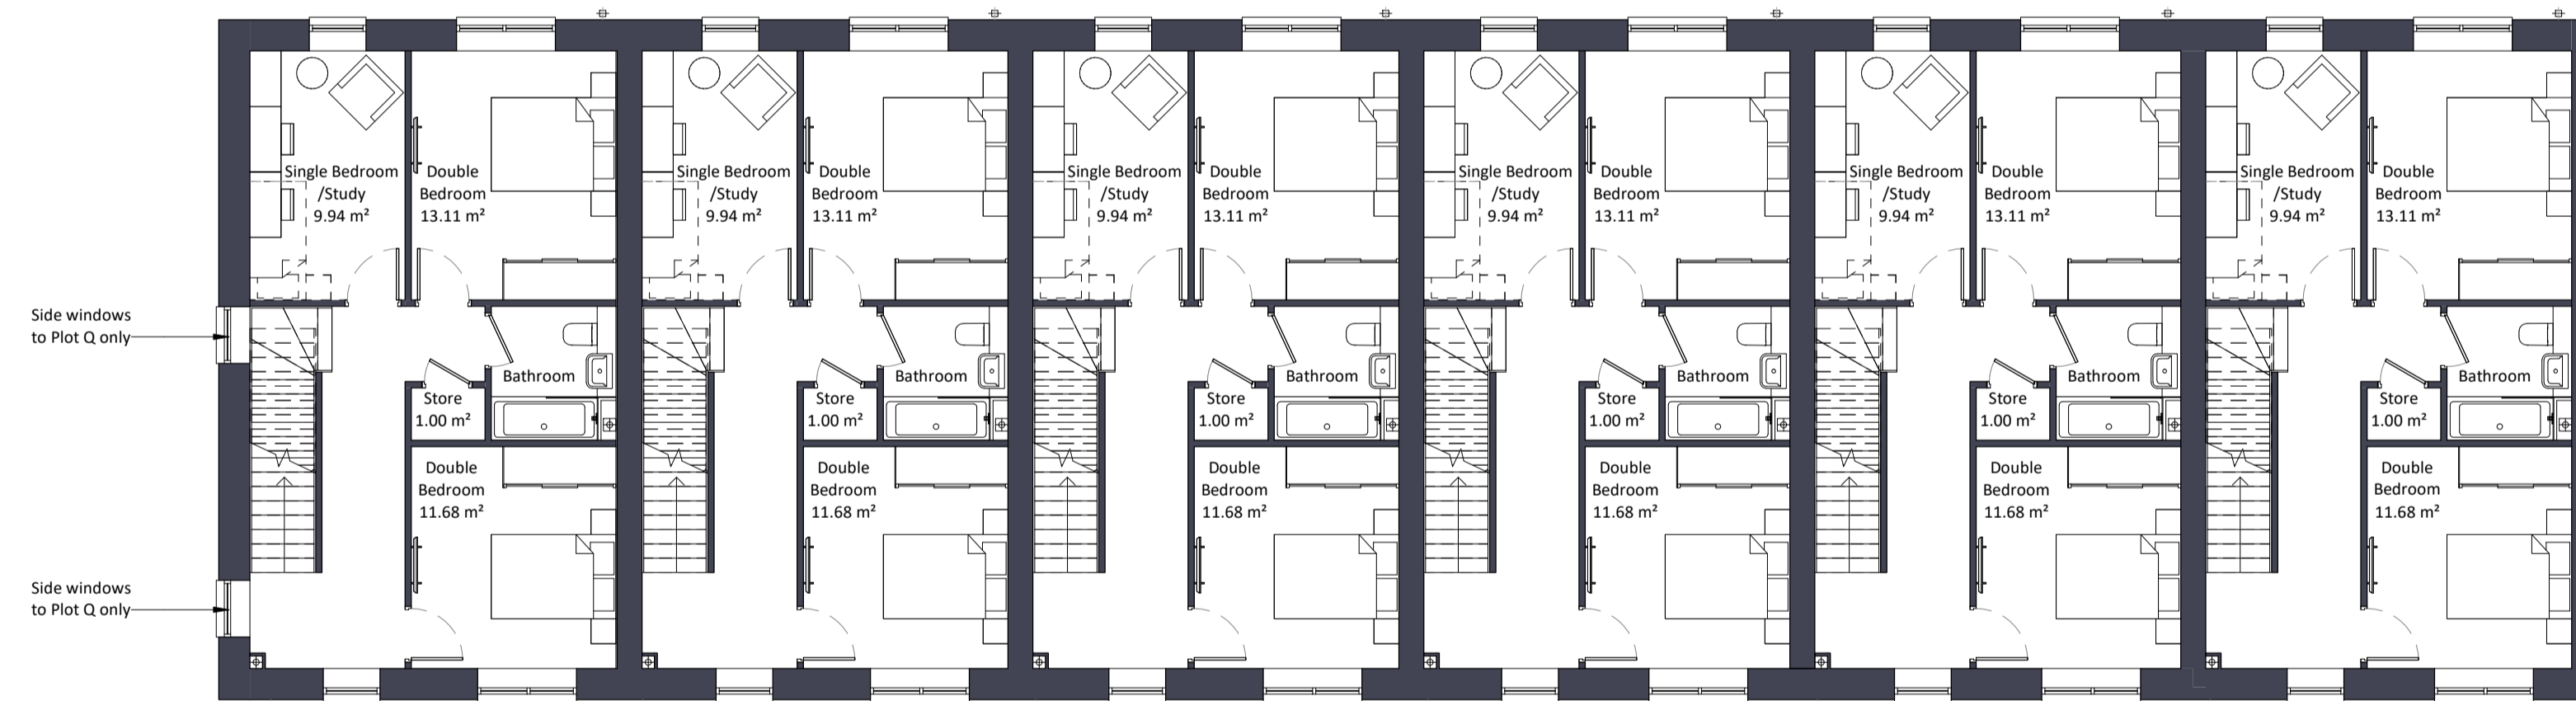 Single Bedroom
/Study
9.94 m²
Double
Bedroom
13.11 m²
Single Bedroom
/Study
9.94 m²
Double
Bedroom
13.11 m²
Single Bedroom
/Study
9.94 m²
Double
Bedroom
13.11 m²
Single Bedroom
/Study
9.94 m²
Double
Bedroom
13.11 m²
Single Bedroom
/Study
9.94 m²
Double
Bedroom
13.11 m²
Single Bedroom
/Study
9.94 m²
Double
Bedroom
13.11 m²
Side windows
to Plot Q only
Bathroom
Store
1.00 m²
Bathroom
Store
1.00 m²
Bathroom
Store
1.00 m²
Bathroom
Store
1.00 m²
Bathroom
Store
1.00 m²
Bathroom
Store
1.00 m²
Double
Bedroom
11.68 m²
Double
Bedroom
11.68 m²
Double
Bedroom
11.68 m²
Double
Bedroom
11.68 m²
Double
Bedroom
11.68 m²
Double
Bedroom
11.68 m²
Side windows
to Plot Q only